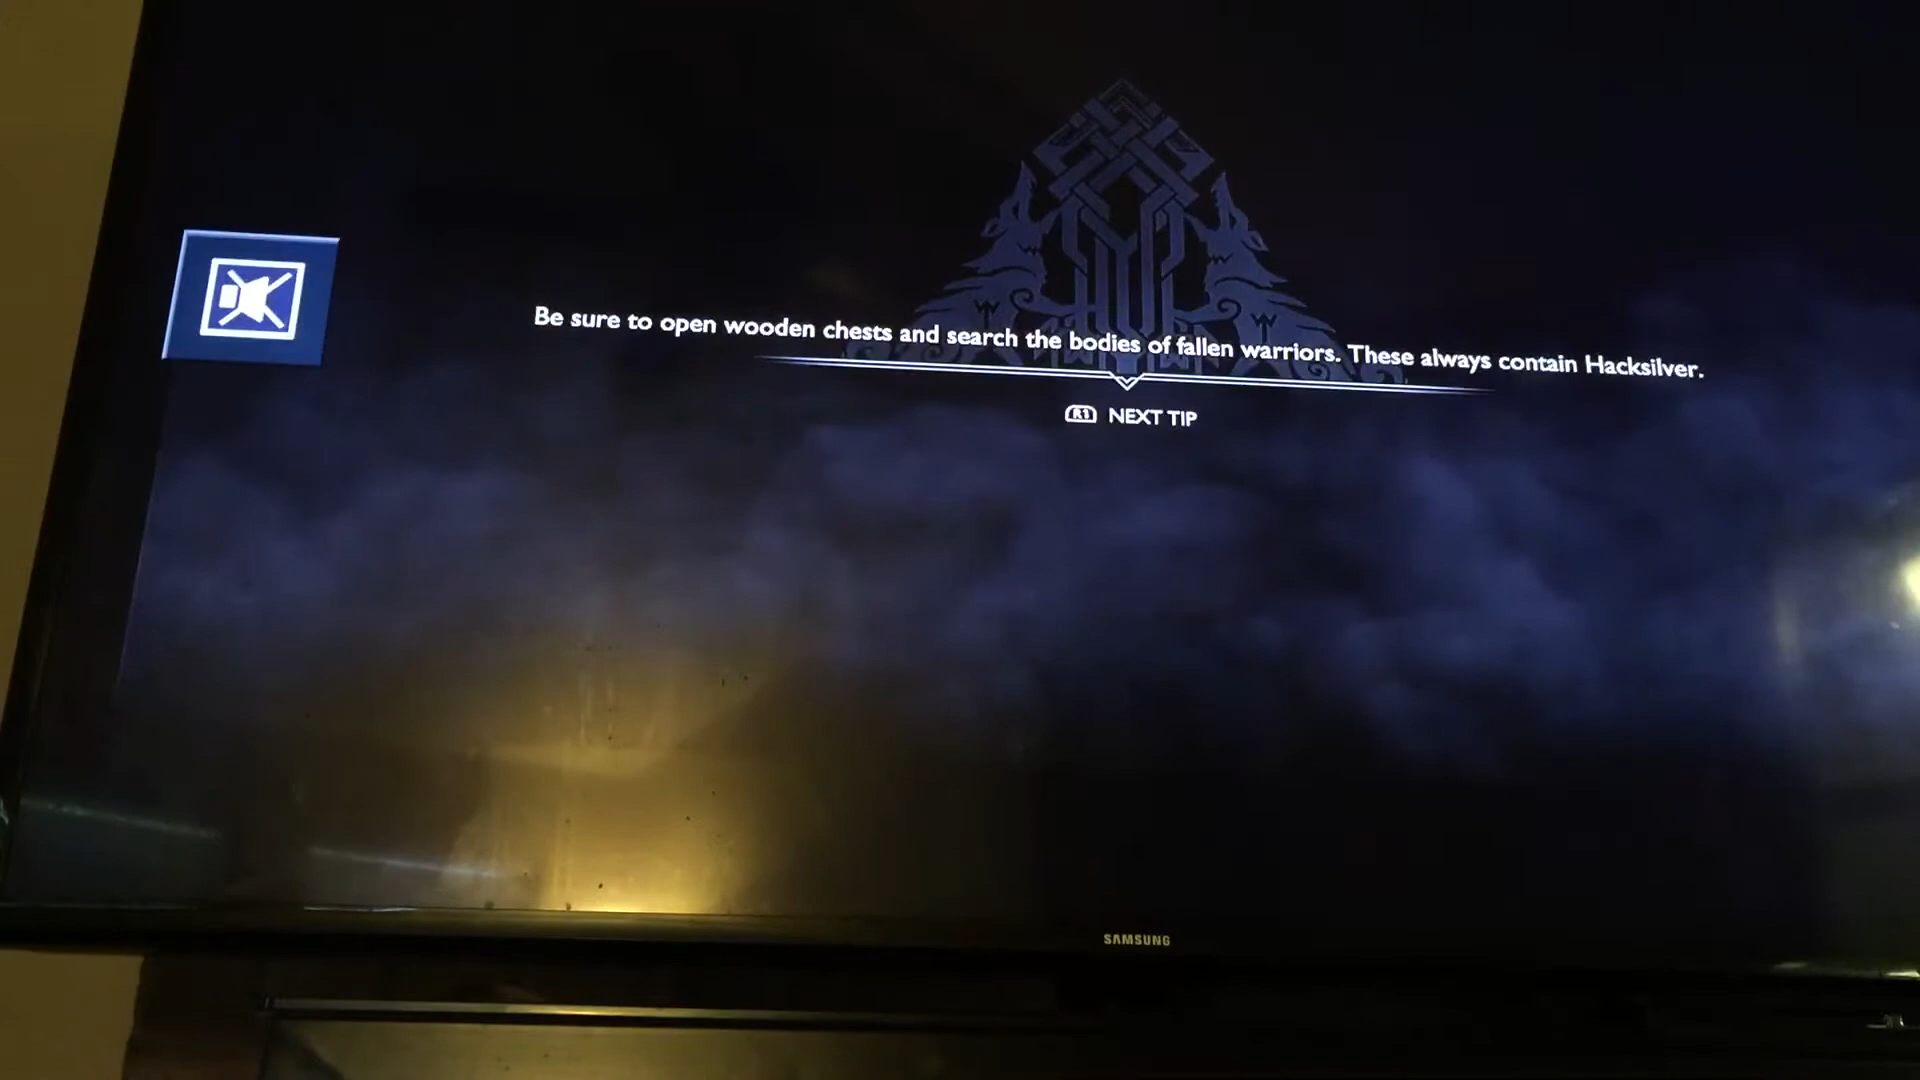 Be sure to open wooden chests and search the bodies of fallen warriors. These always contain Hacksilver.
R1 NEXT TIP
SAMSUNG